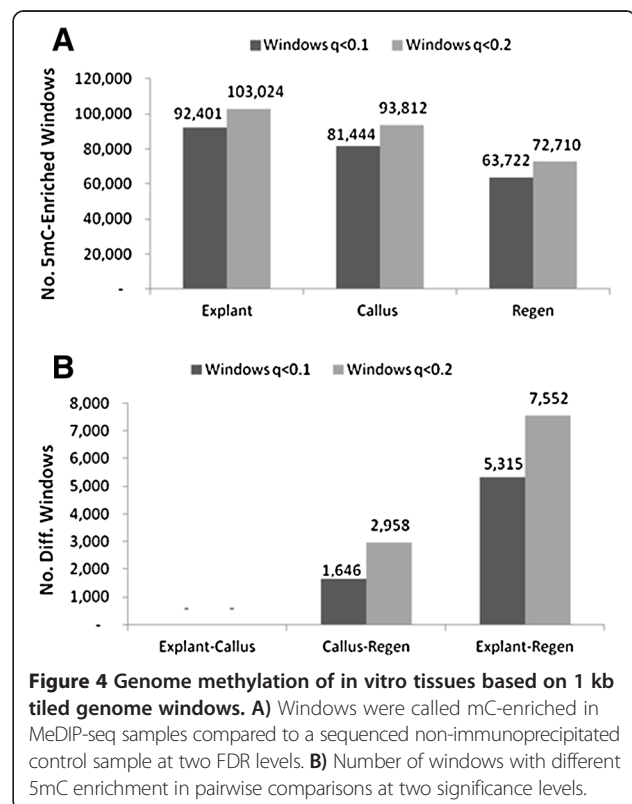 A
Windows q<0.1 Windows q<0.2
No. 5mC-Enriched Windows
120,000
100,000
80,000
60,000
40,000
20,000
-
92,401 103,024
81,444 93,812
63,722 72,710
Explant Callus Regen
B
Windows q<0.1 Windows q<0.2
No. Diff. Windows
8,000
7,000
6,000
5,000
4,000
3,000
2,000
1,000
-
- -
1,646 2,958
5,315 7,552
Explant-Callus Callus-Regen Explant-Regen
Figure 4 Genome methylation of in vitro tissues based on 1 kb
tiled genome windows. A) Windows were called mC-enriched in
MeDIP-seq samples compared to a sequenced non-immunoprecipitated
control sample at two FDR levels. B) Number of windows with different
5mC enrichment in pairwise comparisons at two significance levels.